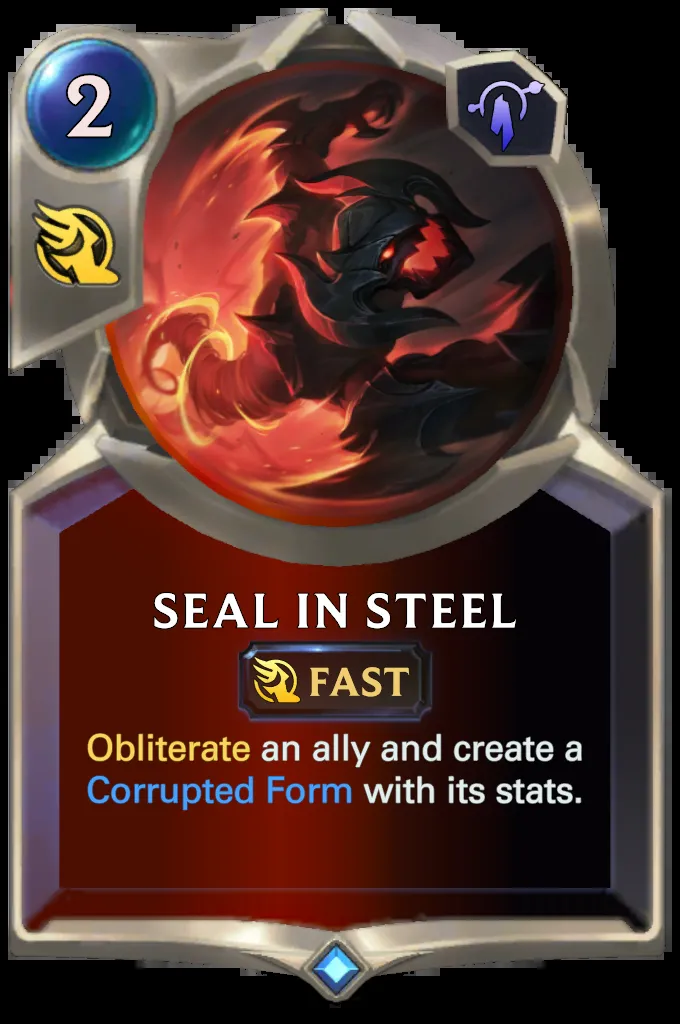 2
SEAL IN STEEL
FAST
Obliterate an ally and create a
Corrupted Form with its stats.